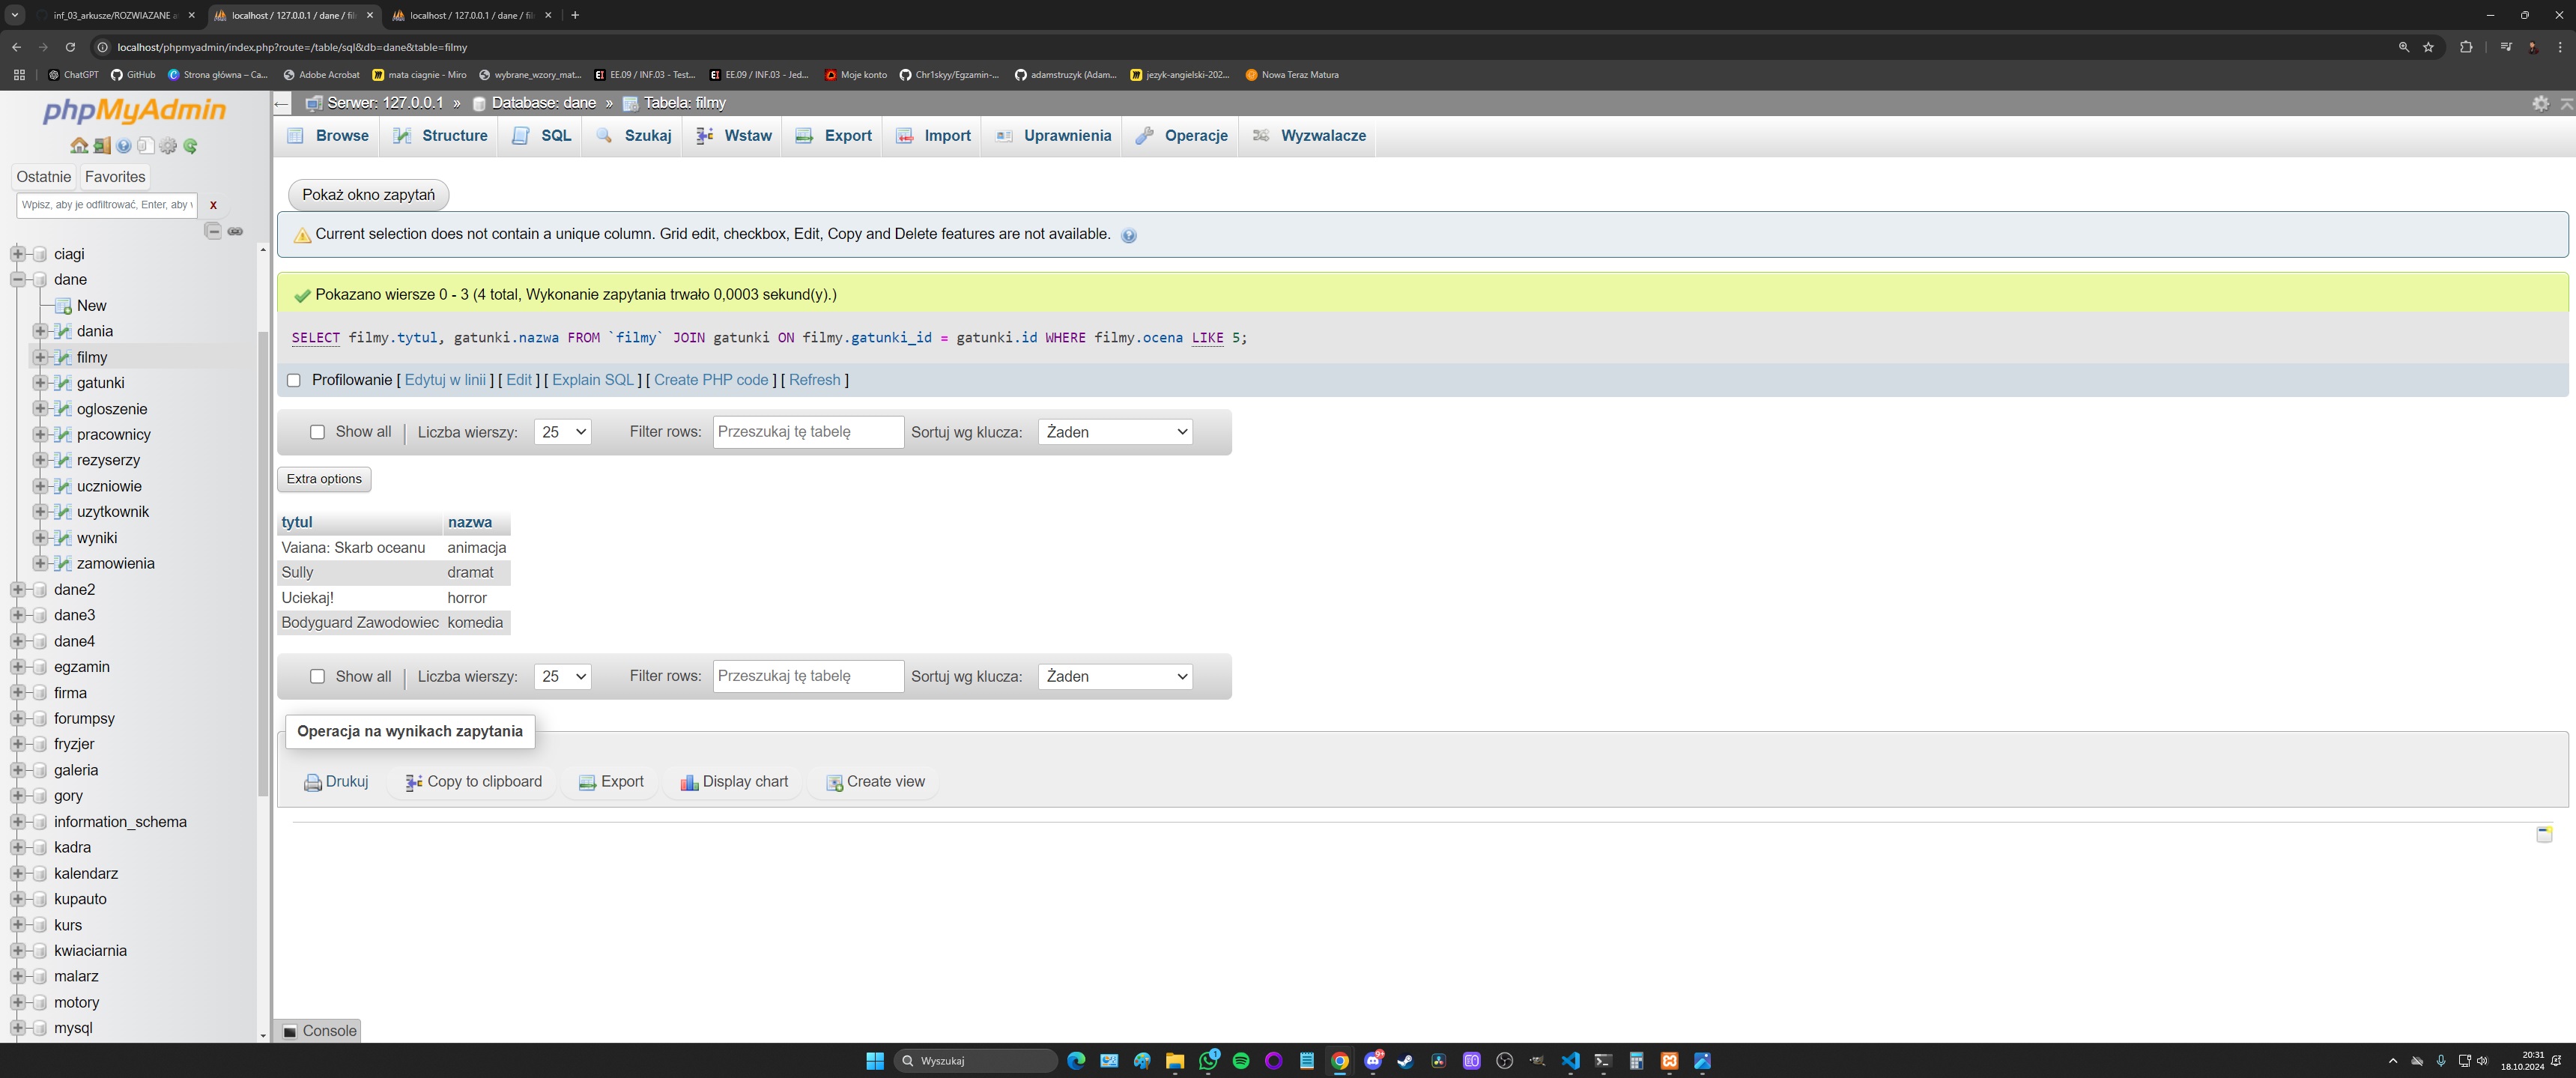 inf_03_arkusze/ROZWIAZANE
localhost / 127.0.0.1 / dane / fil
localhost / 127.0.0.1 / dane / fil
localhost/phpmyadmin/index.php?route=/table/sql&db=dane&table=filmy
ChatGPT GitHub Strona główna – Ca... Adobe Acrobat mata ciagnie - Miro wybrane_wzory_mat... EE.09 / INF.03 - Test... EE.09 / INF.03 - Jed... Moje konto Chr1skyy/Egzamin-... adamstruzyk (Adam... jezyk-angielski-202... Nowa Teraz Matura
phpMyAdmin
Ostatnie Favorites
Wpisz, aby je odfiltrować, Enter, aby X
ciagi
dane
New
dania
filmy
gatunki
ogloszenie
pracownicy
rezyserzy
uczniowie
uzytkownik
wyniki
zamowienia
dane2
dane3
dane4
egzamin
firma
forumpsy
fryzjer
galeria
gory
information_schema
kadra
kalendarz
kupauto
kurs
kwiaciarnia
malarz
motory
mysql
Serwer: 127.0.0.1 » Database: dane » Tabela: filmy
Browse Structure SQL Szukaj Wstaw Export Import Uprawnienia Operacje Wyzwalacze
Pokaż okno zapytań
Current selection does not contain a unique column. Grid edit, checkbox, Edit, Copy and Delete features are not available.
Pokazano wiersze 0 - 3 (4 total, Wykonanie zapytania trwało 0,0003 sekund(y).)
SELECT filmy.tytul, gatunki.nazwa FROM `filmy` JOIN gatunki ON filmy.gatunki_id = gatunki.id WHERE filmy.ocena LIKE 5;
Profilowanie [ Edytuj w linii ] [ Edit ] [ Explain SQL ] [ Create PHP code ] [ Refresh ]
Show all | Liczba wierszy: 25 Filter rows: Przeszukaj tę tabelę Sortuj wg klucza: Żaden
Extra options
tytul nazwa
Vaiana: Skarb oceanu animacja
Sully dramat
Uciekaj! horror
Bodyguard Zawodowiec komedia
Show all | Liczba wierszy: 25 Filter rows: Przeszukaj tę tabelę Sortuj wg klucza: Żaden
Operacja na wynikach zapytania
Drukuj Copy to clipboard Export Display chart Create view
Console
Wyszukaj
20:31
18.10.2024